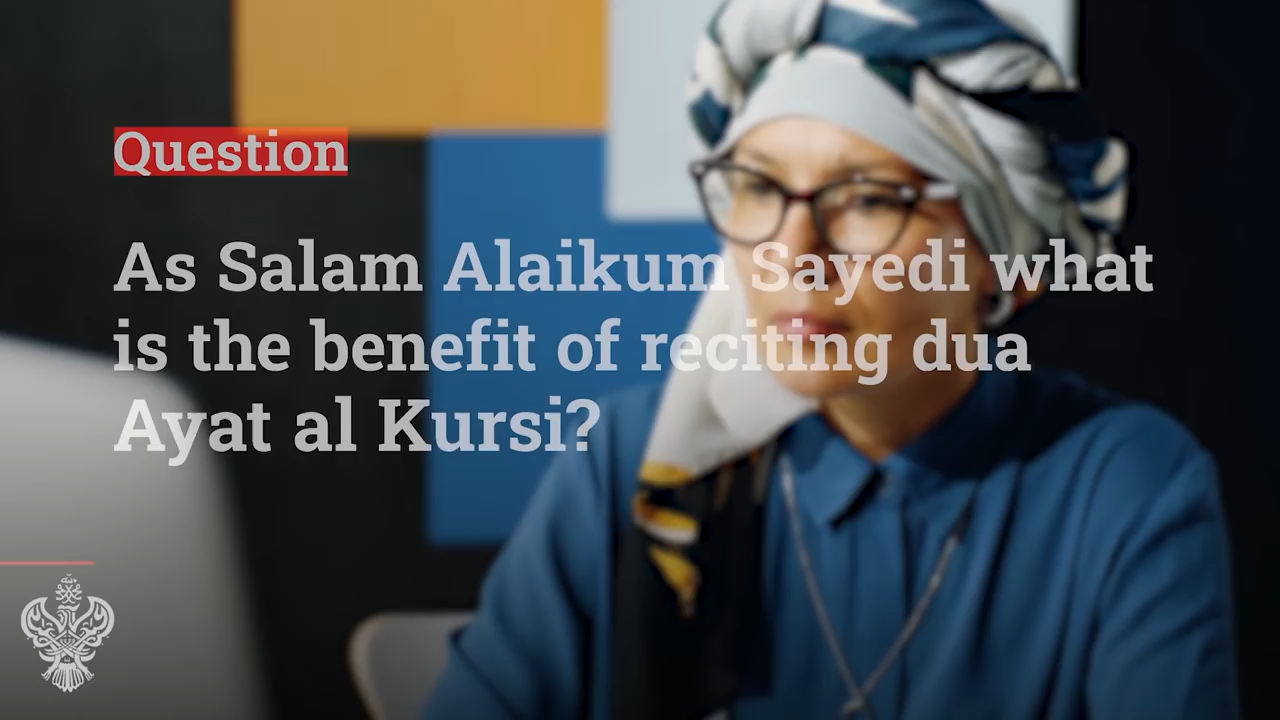 Question
As Salam Alaikum Sayedi what
is the benefit of reciting dua
Ayat al Kursi?